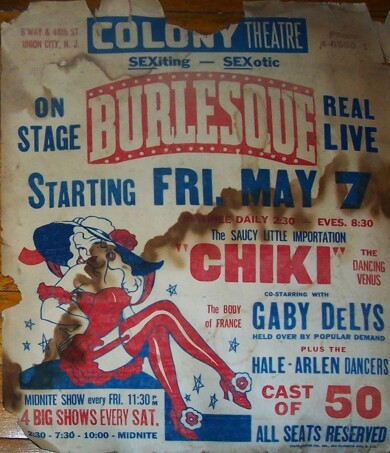 COLONY THEATRE
B'WAY & 48th ST.
UNION CITY, N. J.
SEXiting — SEXotic
ON STAGE
BURLESQUE
REAL LIVE
STARTING FRI. MAY 7
DAILY 2:30 - EVES. 8:30
The SAUCY LITTLE IMPORTATION
"CHIKI"
THE DANCING VENUS
CO-STARRING WITH
The BODY of FRANCE
GABY DeLYS
HELD OVER BY POPULAR DEMAND
PLUS THE
HALE-ARLEN DANCERS
CAST OF 50
MIDNITE SHOW every FRI. 11:30 PM
4 BIG SHOWS EVERY SAT.
2:30 - 7:30 - 10:00 - MIDNITE
ALL SEATS RESERVED